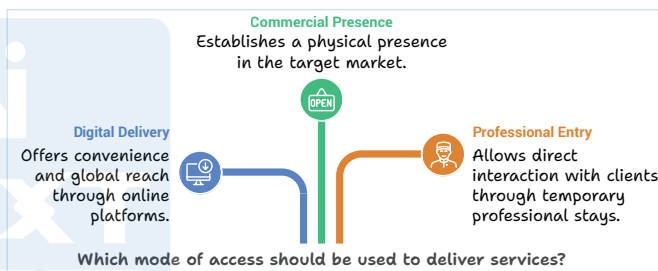 Commercial Presence
Establishes a physical presence
in the target market.
OPEN
Digital Delivery
Offers convenience
and global reach
through online
platforms.
Professional Entry
Allows direct
interaction with clients
through temporary
professional stays.
Which mode of access should be used to deliver services?